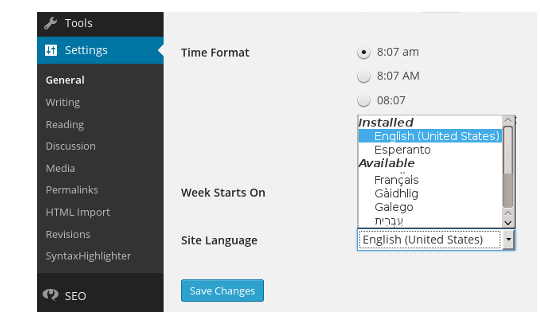 Tools
Settings
General
Writing
Reading
Discussion
Media
Permalinks
HTML Import
Revisions
SyntaxHighlighter
SEO
Time Format
8:07 am
8:07 AM
08:07
Installed
English (United States)
Esperanto
Available
Français
Gàidhlig
Galego
עִבְרִית
Week Starts On
Site Language
English (United States)
Save Changes